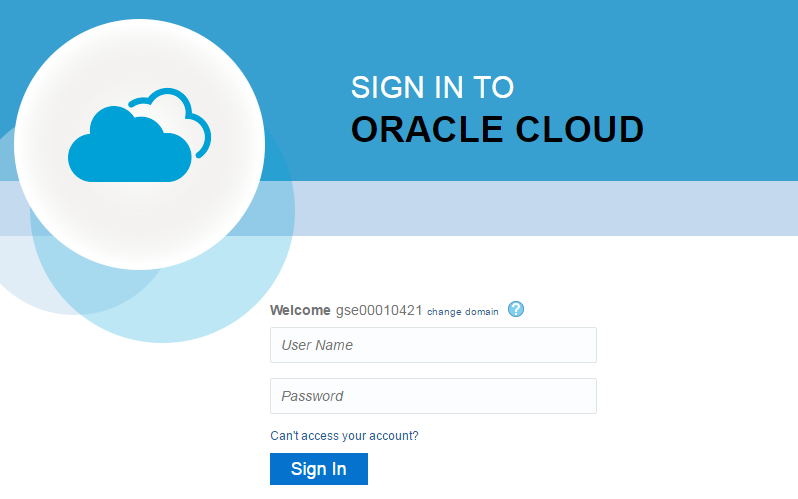 SIGN IN TO
ORACLE CLOUD
Welcome gse00010421 change domain ?
User Name
Password
Can't access your account?
Sign In